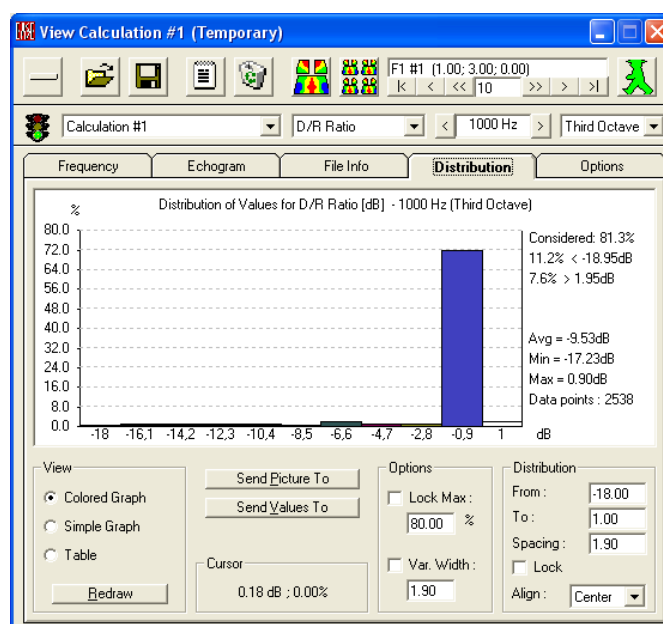 View Calculation #1 (Temporary)
F1 #1 (1.00; 3.00; 0.00)
K < << 10 >> > >|
Calculation #1 D/R Ratio < 1000 Hz > Third Octave
Frequency Echogram File Info Distribution Options
% Distribution of Values for D/R Ratio [dB] - 1000 Hz (Third Octave)
80.0
72.0
64.0
56.0
48.0
40.0
32.0
24.0
16.0
8.0
0.0
-18 -16,1 -14,2 -12,3 -10,4 -8,5 -6,6 -4,7 -2,8 -0,9 1 dB
Considered: 81.3%
11.2% < -18.95dB
7.6% > 1.95dB
Avg = -9.53dB
Min = -17.23dB
Max = 0.90dB
Data points : 2538
View
Colored Graph
Simple Graph
Table
Redraw
Send Picture To
Send Values To
Cursor
0.18 dB ; 0.00%
Options
Lock Max :
80.00 %
Var. Width :
1.90
Distribution
From : -18.00
To : 1.00
Spacing : 1.90
Lock
Align : Center